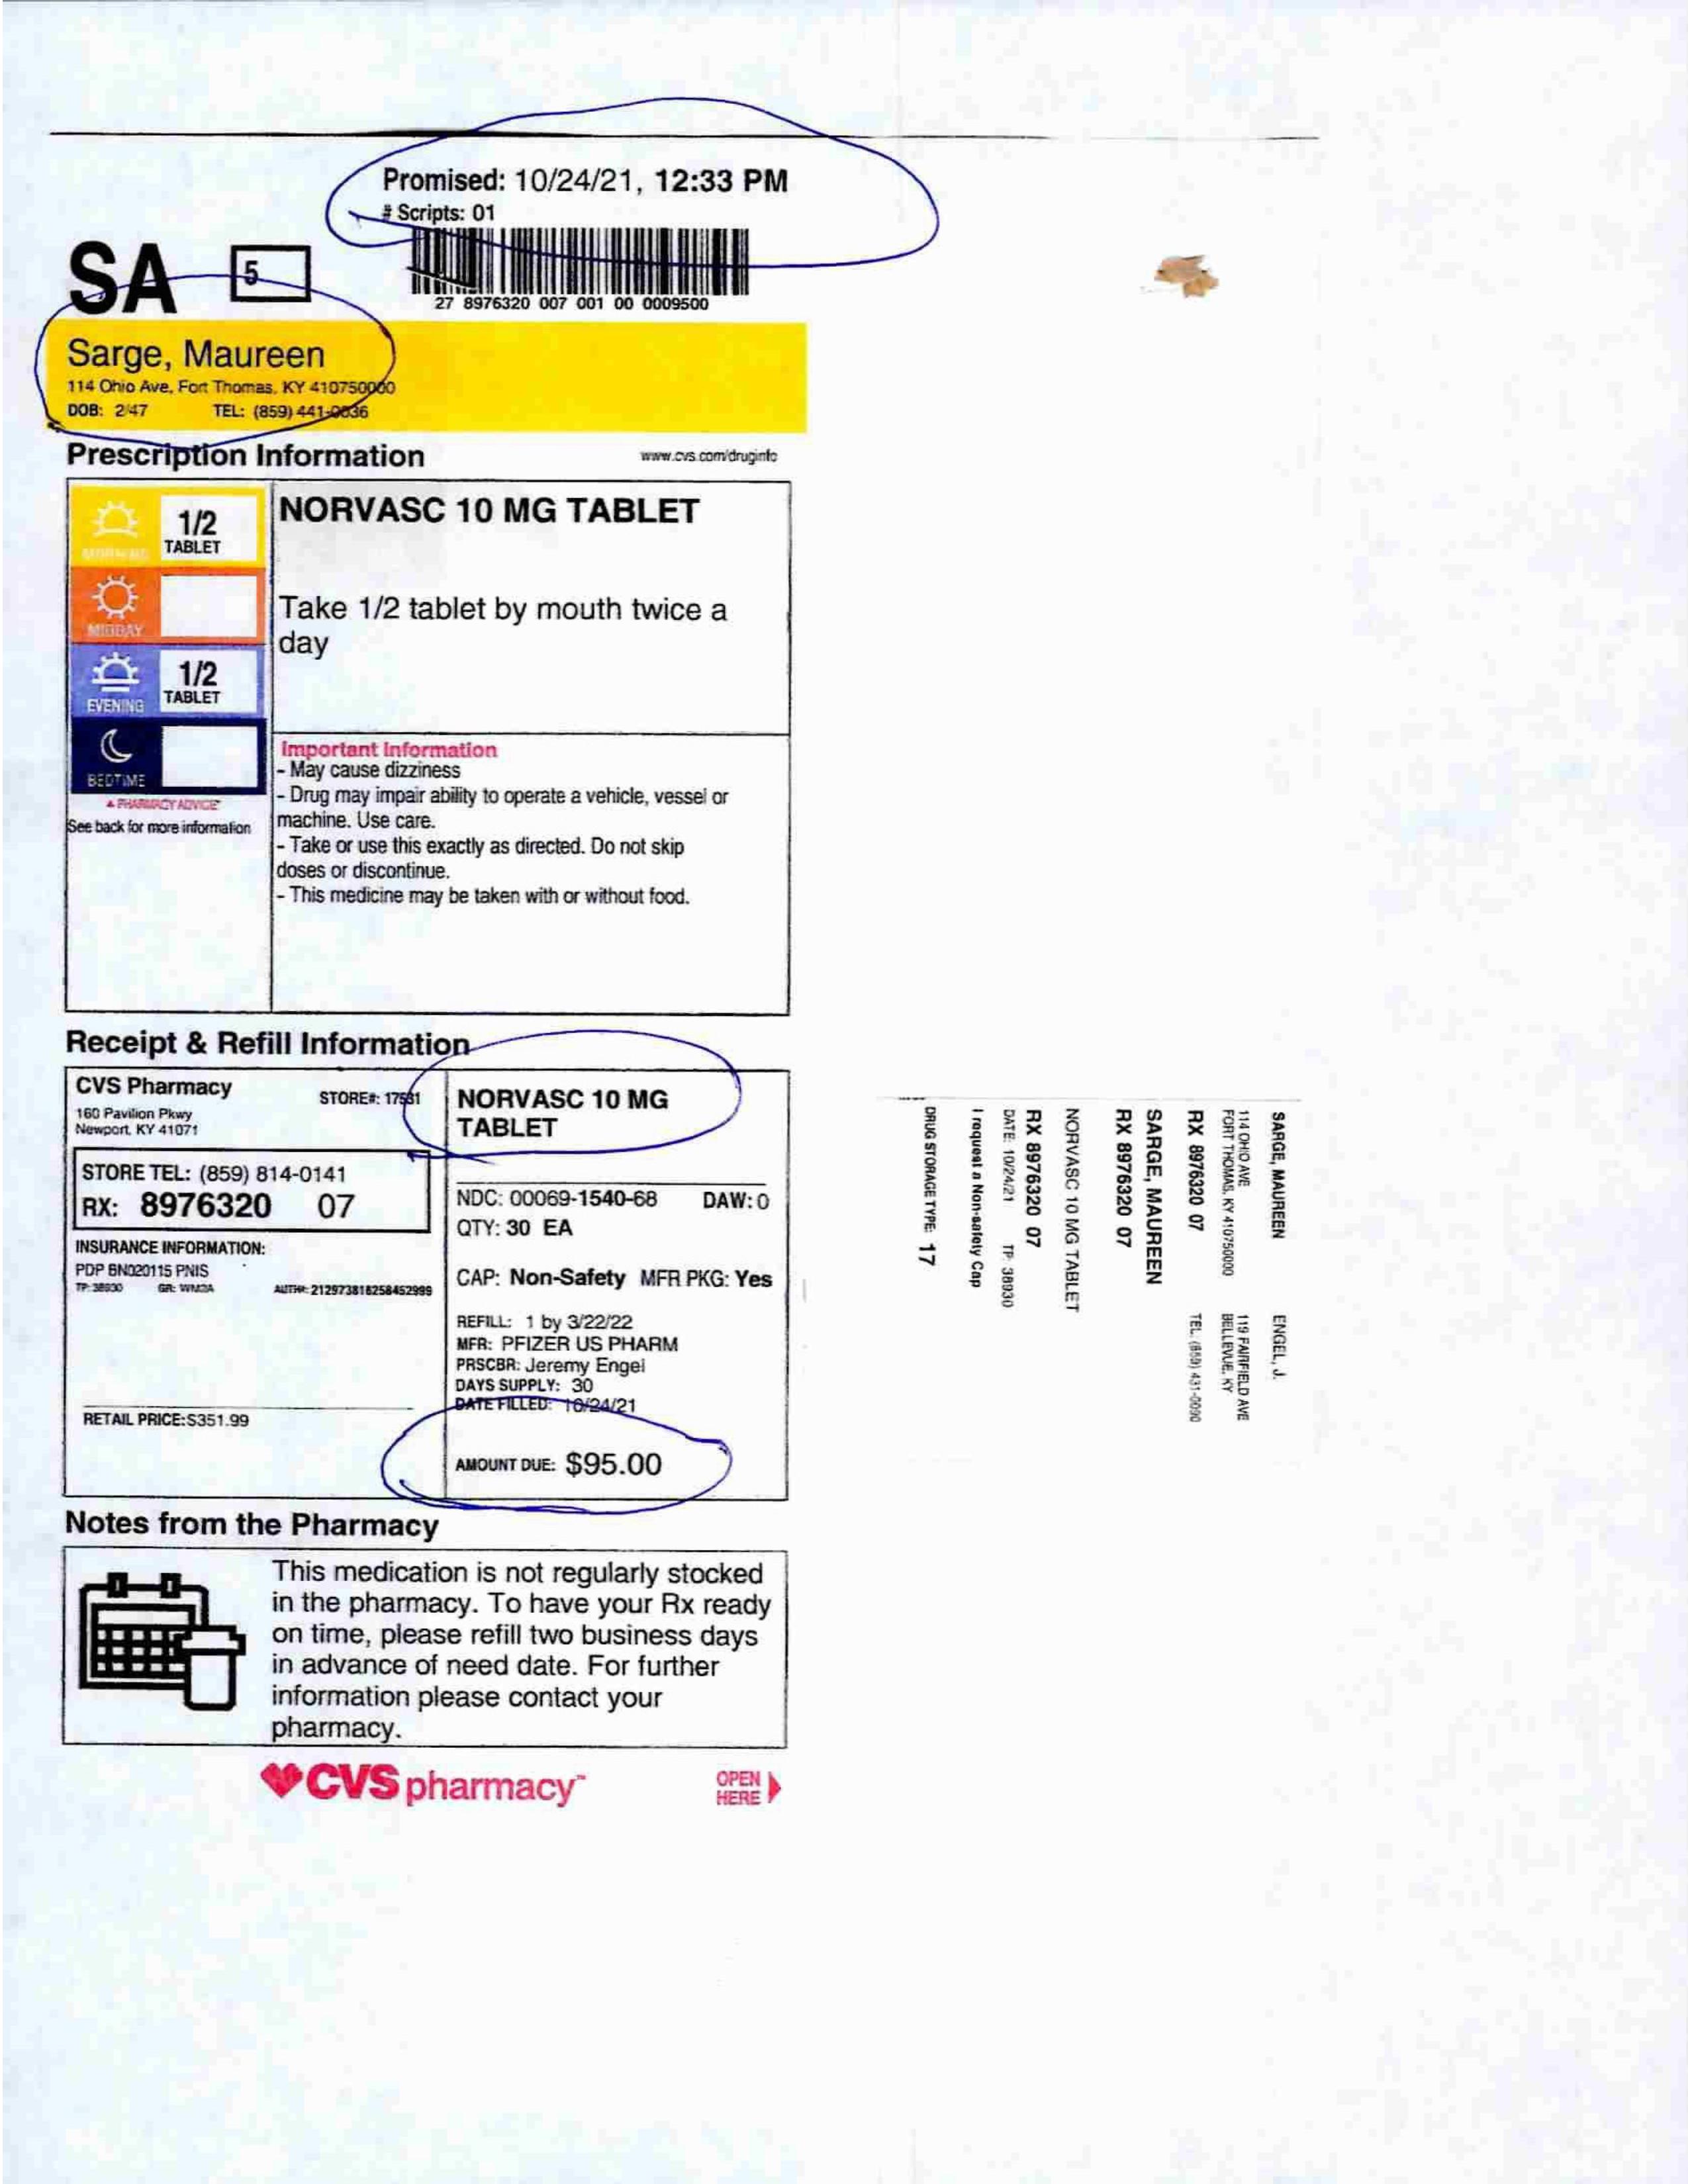 Promised: 10/24/21, 12:33 PM
# Scripts: 01
SA 5
27 8976320 007 001 00 0009500
Sarge, Maureen
114 Ohio Ave, Fort Thomas, KY 410750000
DOB: 2/47 TEL: (859) 441-0036
Prescription Information www.cvs.com/druginfo
MORNING 1/2 TABLET
MIDDAY
EVENING 1/2 TABLET
BEDTIME
PHARMACY ADVICE
See back for more information
NORVASC 10 MG TABLET
Take 1/2 tablet by mouth twice a
day
Important Information
- May cause dizziness
- Drug may impair ability to operate a vehicle, vessel or
machine. Use care.
- Take or use this exactly as directed. Do not skip
doses or discontinue.
- This medicine may be taken with or without food.
Receipt & Refill Information
CVS Pharmacy STORE#: 17531
160 Pavilion Pkwy
Newport, KY 41071
STORE TEL: (859) 814-0141
RX: 8976320 07
INSURANCE INFORMATION:
PDP BN020115 PNIS
TP: 38930 GR: WM2A AUTH#: 212973818258452999
RETAIL PRICE:$351.99
NORVASC 10 MG
TABLET
NDC: 00069-1540-68 DAW: 0
QTY: 30 EA
CAP: Non-Safety MFR PKG: Yes
REFILL: 1 by 3/22/22
MFR: PFIZER US PHARM
PRSCBR: Jeremy Engel
DAYS SUPPLY: 30
DATE FILLED: 10/24/21
AMOUNT DUE: $95.00
Notes from the Pharmacy
This medication is not regularly stocked
in the pharmacy. To have your Rx ready
on time, please refill two business days
in advance of need date. For further
information please contact your
pharmacy.
CVS pharmacy™
OPEN
HERE
SARGE, MAUREEN ENGEL, J.
114 OHIO AVE 119 FAIRFIELD AVE
FORT THOMAS, KY 410750000 BELLEVUE, KY
RX 8976320 07 TEL. (859) 431-0090
SARGE, MAUREEN
RX 8976320 07
NORVASC 10 MG TABLET
RX 8976320 07
DATE: 10/24/21 TP: 38930
I request a Non-safety Cap
DRUG STORAGE TYPE: 17